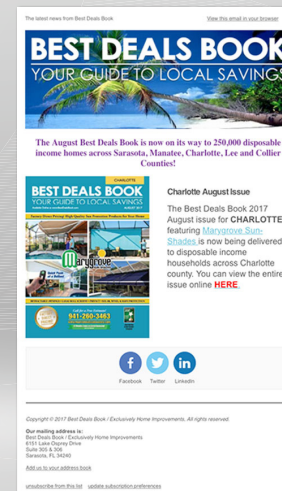 The latest news from Best Deals Book
View this email in your browser
BEST DEALS BOOK
YOUR GUIDE TO LOCAL SAVINGS
The August Best Deals Book is now on its way to 250,000 disposable
income homes across Sarasota, Manatee, Charlotte, Lee and Collier
Counties!
CHARLOTTE
BEST DEALS BOOK
YOUR GUIDE TO LOCAL SAVINGS
AUGUST 2017
Marygrove
941-260-3463
Charlotte August Issue
The Best Deals Book 2017
August issue for CHARLOTTE
featuring Marygrove Sun-
Shades is now being delivered
to disposable income
households across Charlotte
county. You can view the entire
issue online HERE.
Facebook
Twitter
LinkedIn
Copyright © 2017 Best Deals Book / Exclusively Home Improvements. All rights reserved.
Our mailing address is:
Best Deals Book / Exclusively Home Improvements
6151 Lake Osprey Drive
Suite 305 & 306
Sarasota, FL 34240
Add us to your address book
unsubscribe from this list   update subscription preferences